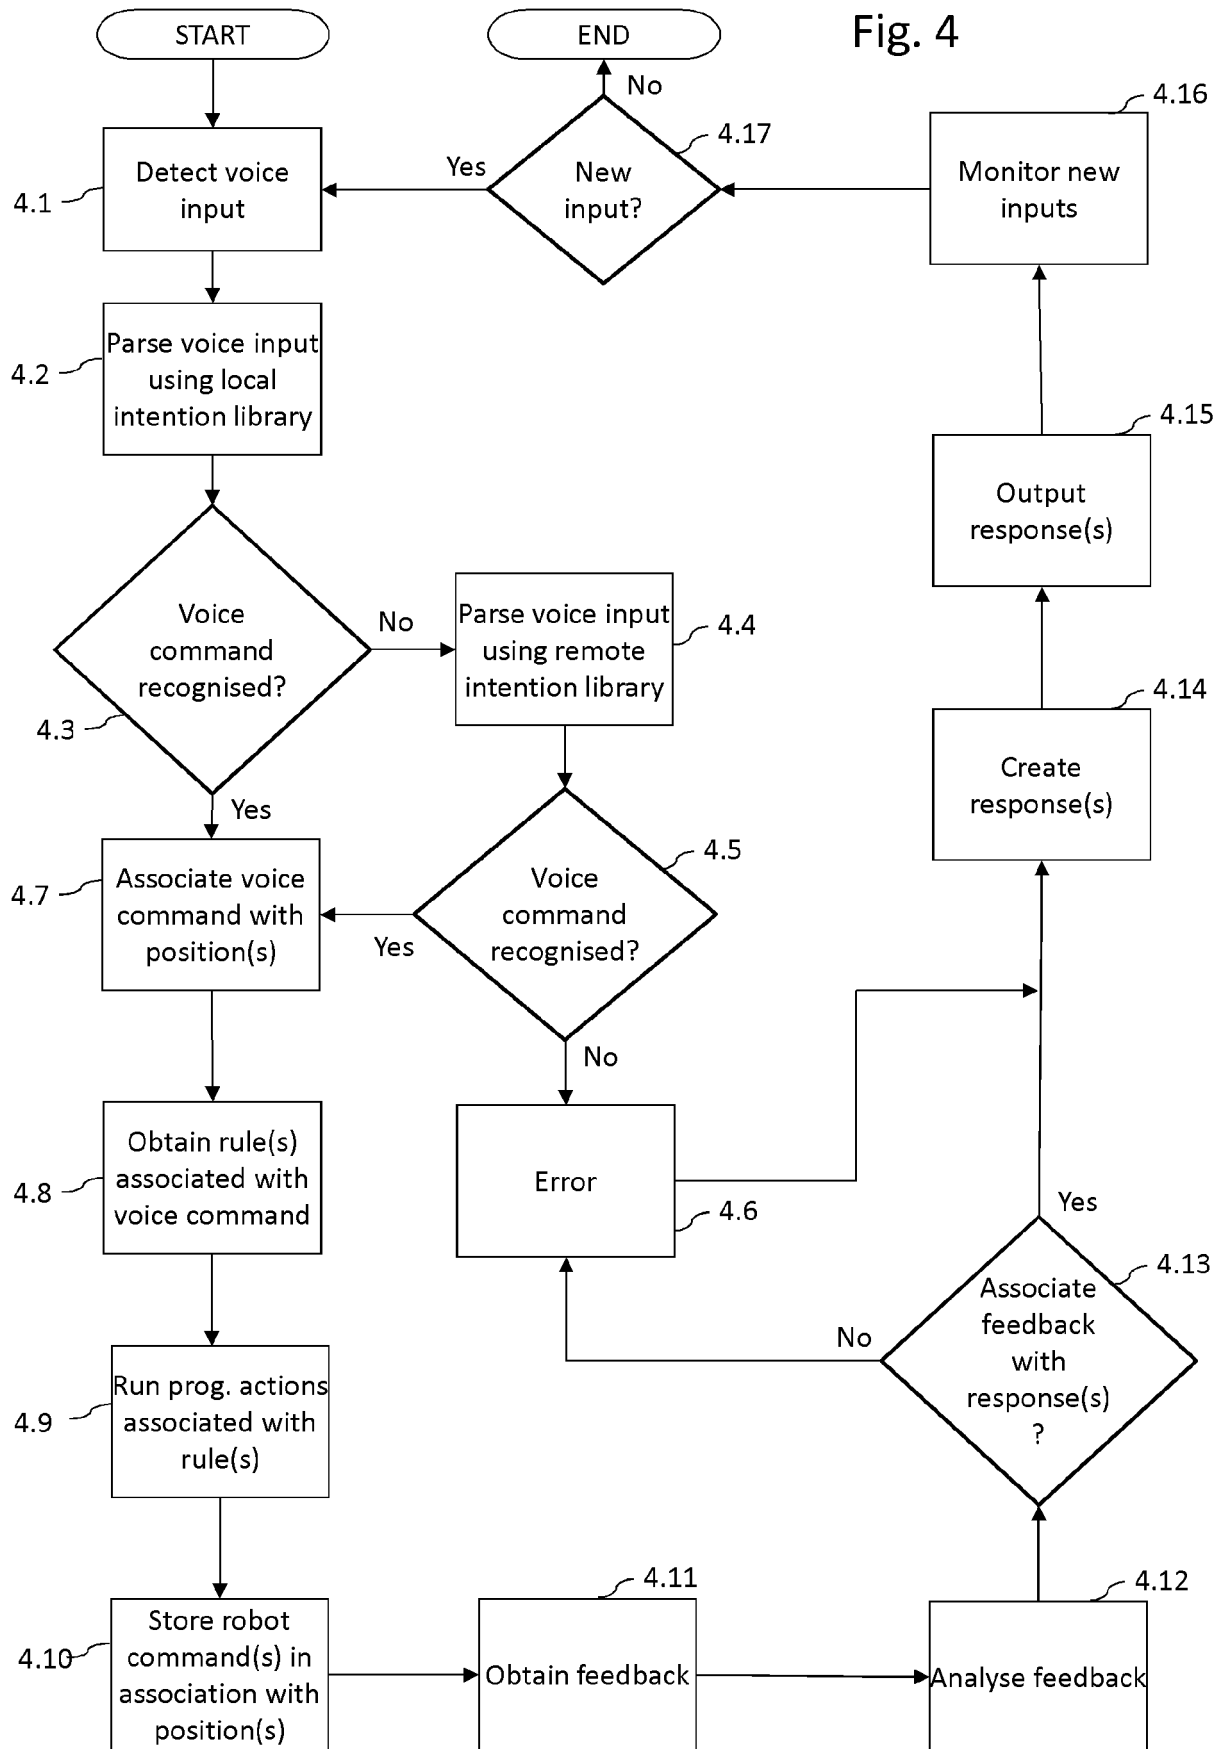 START
END
Fig. 4
No
4.16
4.17
Detect voice
input
4.1
Yes
New
input?
Monitor new
inputs
Parse voice input
using local
intention library
4.2
4.15
Output
response(s)
Voice
command
recognised?
4.3
No
Parse voice input
using remote
intention library
4.4
4.14
Create
response(s)
Yes
4.5
4.7
Associate voice
command with
position(s)
Yes
Voice
command
recognised?
No
Obtain rule(s)
associated with
voice command
4.8
Error
4.6
Yes
4.13
Associate
feedback
with
response(s)
?
No
Run prog. actions
associated with
rule(s)
4.9
4.11
4.12
Store robot
command(s) in
association with
position(s)
4.10
Obtain feedback
Analyse feedback